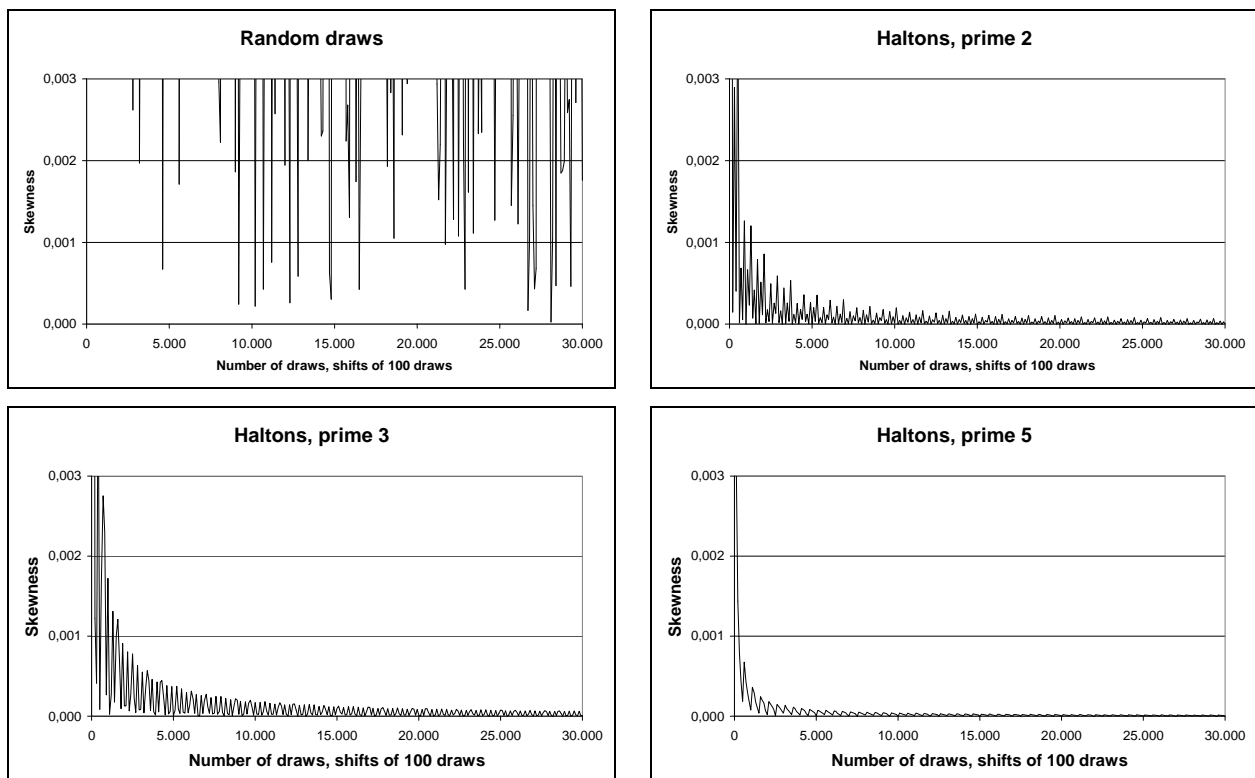 Random draws
0,003
0,002
0,001
0,000
Skewness
0 5.000 10.000 15.000 20.000 25.000 30.000
Number of draws, shifts of 100 draws
Haltons, prime 2
0,003
0,002
0,001
0,000
Skewness
0 5.000 10.000 15.000 20.000 25.000 30.000
Number of draws, shifts of 100 draws
Haltons, prime 3
0,003
0,002
0,001
0,000
Skewness
0 5.000 10.000 15.000 20.000 25.000 30.000
Number of draws, shifts of 100 draws
Haltons, prime 5
0,003
0,002
0,001
0,000
Skewness
0 5.000 10.000 15.000 20.000 25.000 30.000
Number of draws, shifts of 100 draws